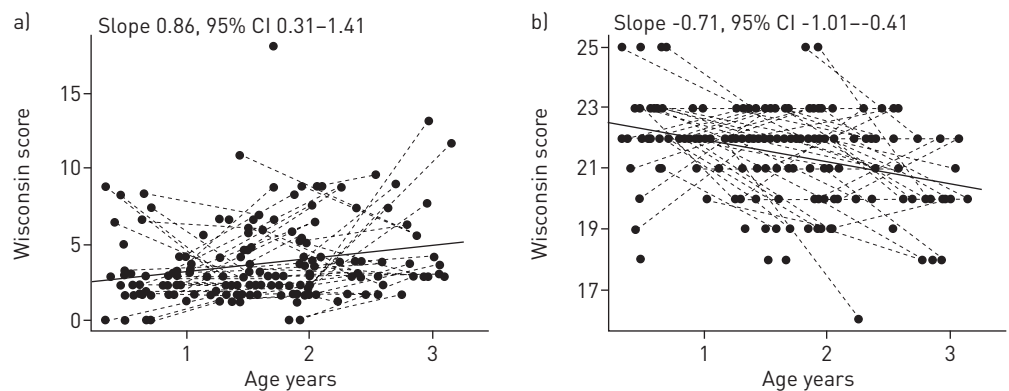 a) Slope 0.86, 95% CI 0.31–1.41
Wisconsin score
15
10
5
0
1 2 3
Age years
b) Slope -0.71, 95% CI -1.01–-0.41
Wisconsin score
25
23
21
19
17
1 2 3
Age years